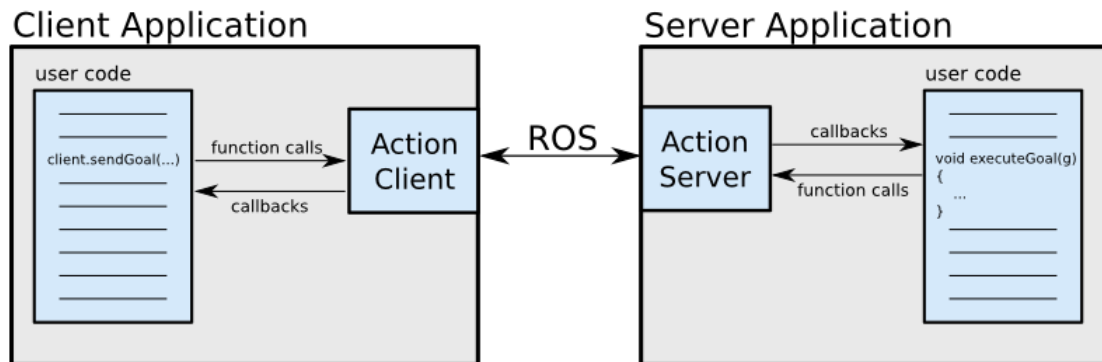 Client Application
user code
client.sendGoal(...)
function calls
callbacks
Action
Client
ROS
Server Application
Action
Server
callbacks
function calls
user code
void executeGoal(g)
{
...
}